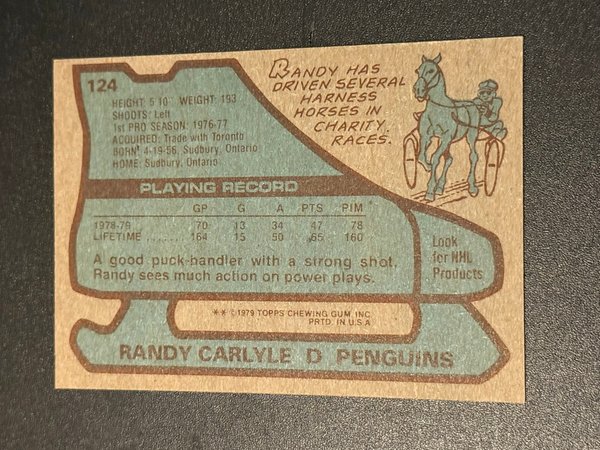 124
HEIGHT: 5 10" WEIGHT: 193
SHOOTS: Left
1st PRO SEASON: 1976-77
ACQUIRED: Trade with Toronto
BORN: 4-19-56, Sudbury, Ontario
HOME: Sudbury, Ontario
RANDY HAS
DRIVEN SEVERAL
HARNESS
HORSES IN
CHARITY
RACES.
PLAYING RECORD
GP G A PTS PIM
1978-79 70 13 34 47 78
LIFETIME ...... 164 15 50 65 160
A good puck-handler with a strong shot,
Randy sees much action on power plays.
Look
for NHL
Products
** ©1979 TOPPS CHEWING GUM, INC.
PRTD. IN U.S.A
RANDY CARLYLE D PENGUINS